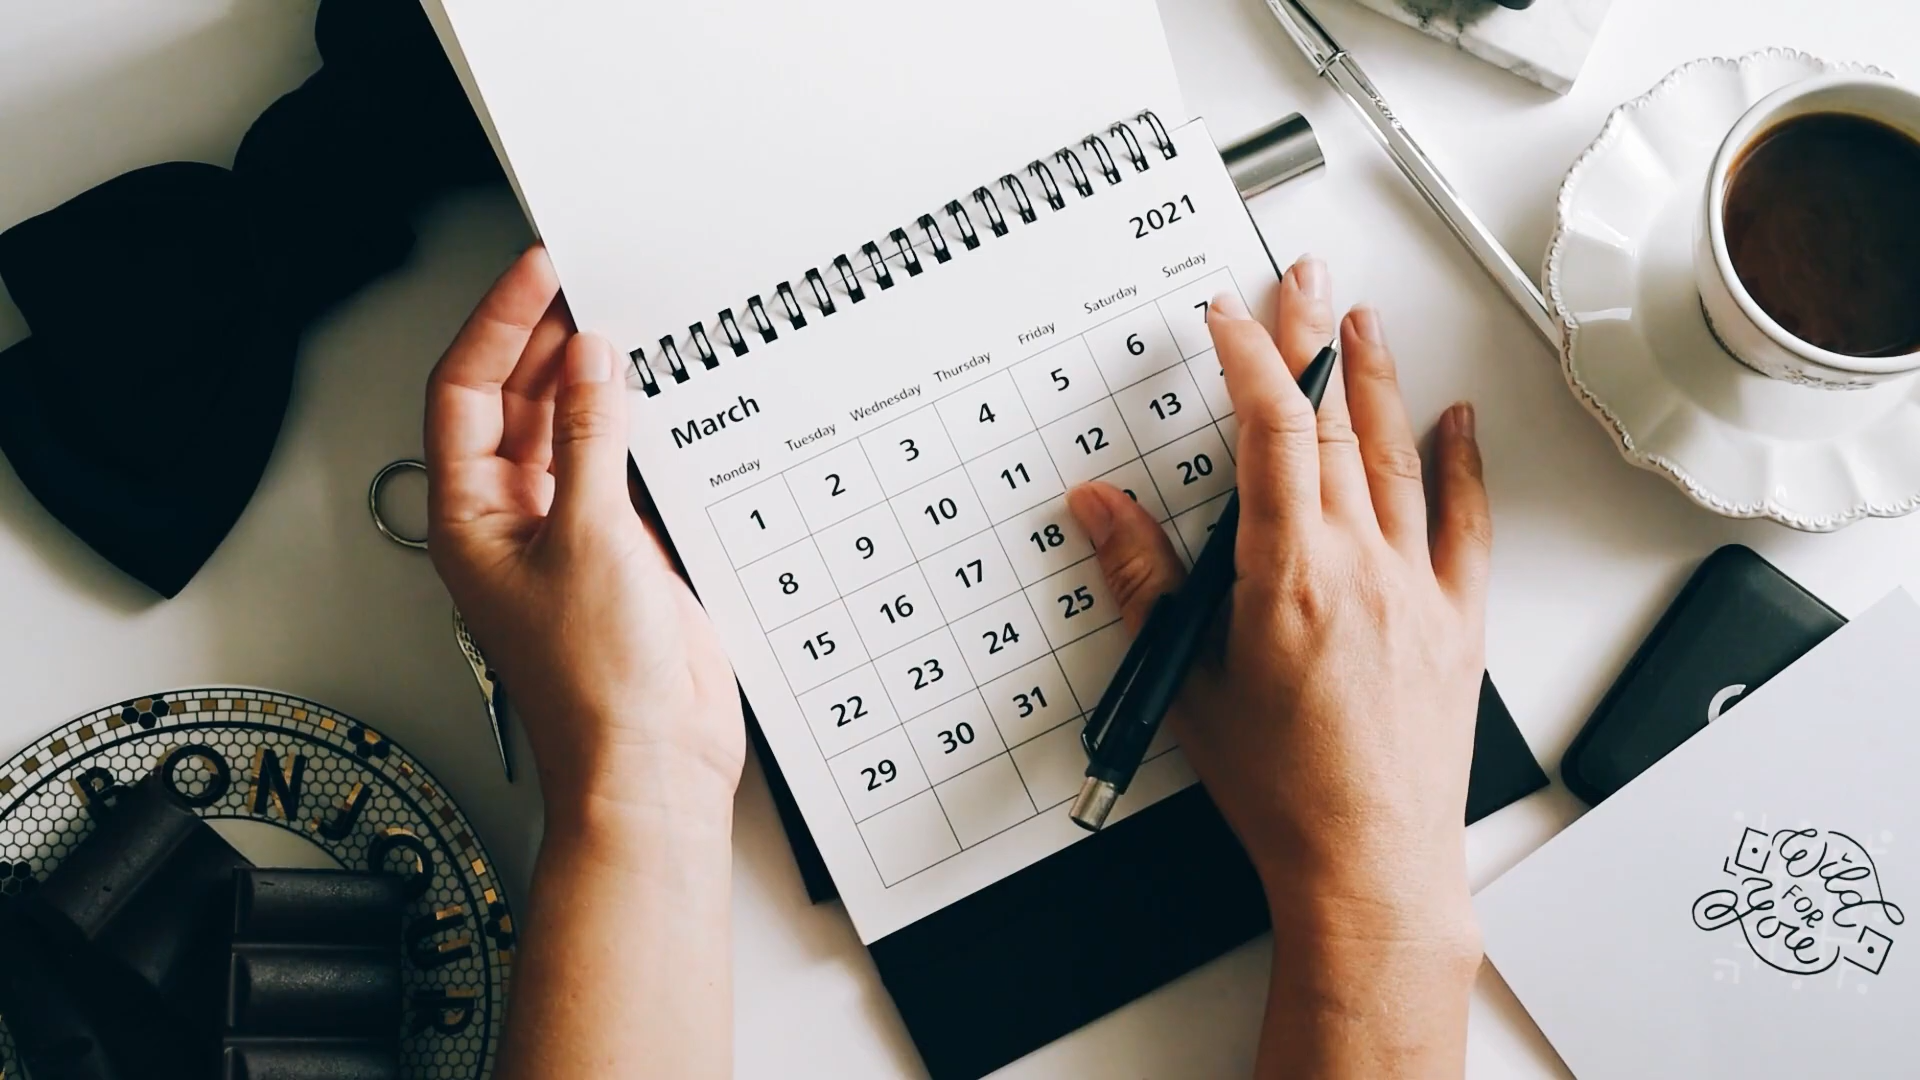 2021
March
Monday Tuesday Wednesday Thursday Friday Saturday Sunday
1 2 3 4 5 6 7
8 9 10 11 12 13
15 16 17 18 20
22 23 24 25
29 30 31
BONJOUR
Wild
FOR
Love